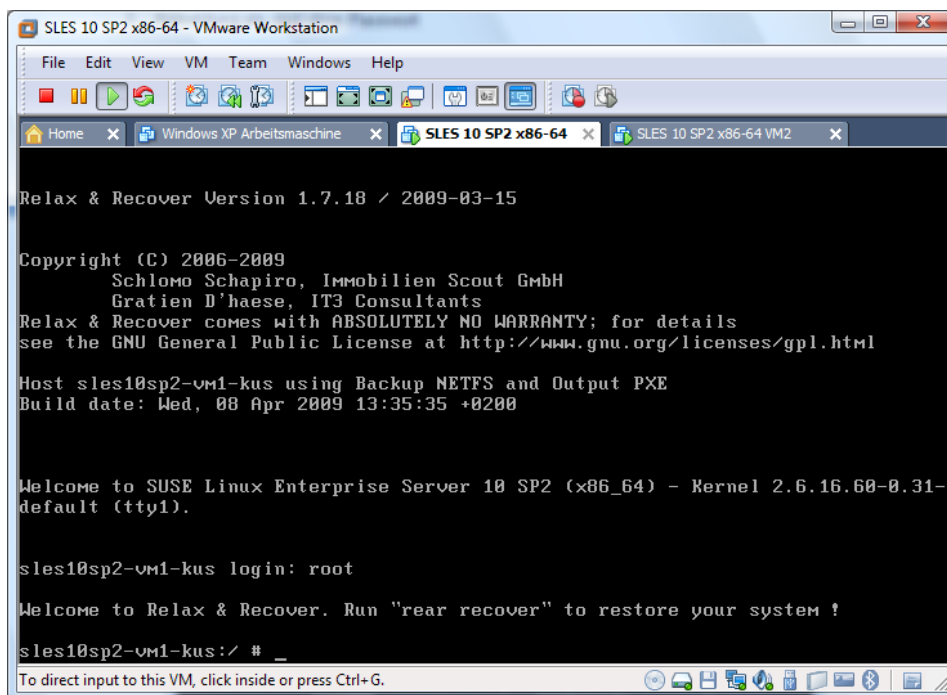 SLES 10 SP2 x86-64 - VMware Workstation
File Edit View VM Team Windows Help
Home Windows XP Arbeitsmaschine SLES 10 SP2 x86-64 SLES 10 SP2 x86-64 VM2
Relax & Recover Version 1.7.18 / 2009-03-15
Copyright (C) 2006-2009
Schlomo Schapiro, Immobilien Scout GmbH
Gratien D'haese, IT3 Consultants
Relax & Recover comes with ABSOLUTELY NO WARRANTY; for details
see the GNU General Public License at http://www.gnu.org/licenses/gpl.html
Host sles10sp2-vm1-kus using Backup NETFS and Output PXE
Build date: Wed, 08 Apr 2009 13:35:35 +0200
Welcome to SUSE Linux Enterprise Server 10 SP2 (x86_64) - Kernel 2.6.16.60-0.31-
default (tty1).
sles10sp2-vm1-kus login: root
Welcome to Relax & Recover. Run "rear recover" to restore your system !
sles10sp2-vm1-kus:/ # _
To direct input to this VM, click inside or press Ctrl+G.